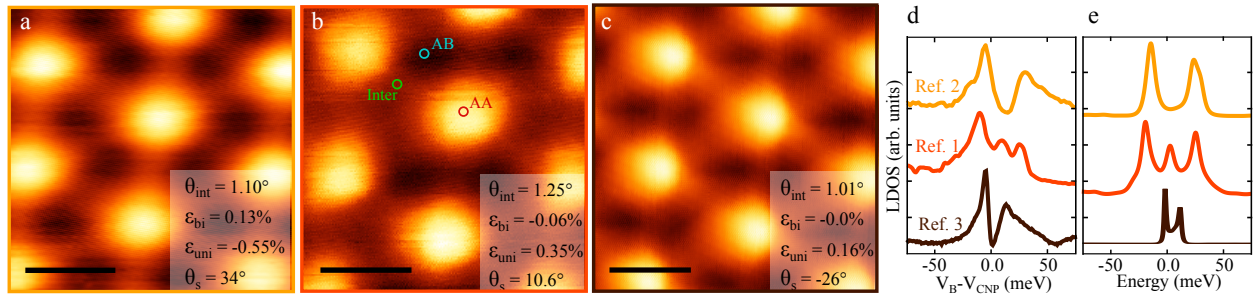 a
θint = 1.10°
εbi = 0.13%
εuni = -0.55%
θs = 34°
b
AB
Inter
AA
θint = 1.25°
εbi = -0.06%
εuni = 0.35%
θs = 10.6°
c
θint = 1.01°
εbi = -0.0%
εuni = 0.16%
θs = -26°
d
LDOS (arb. units)
Ref. 2
Ref. 1
Ref. 3
-50 0.0 50
VB-VCNP (meV)
e
-50 0.0 50
Energy (meV)